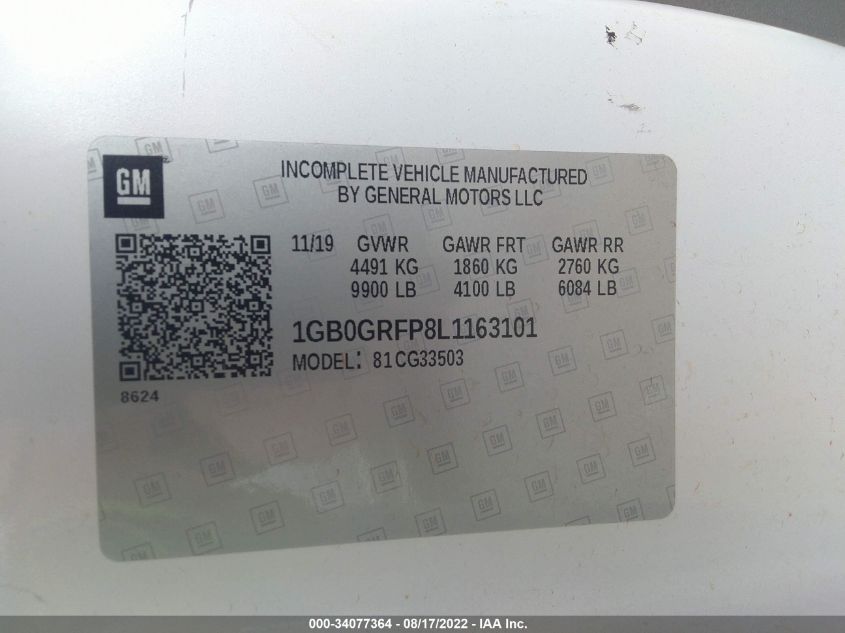 GM
INCOMPLETE VEHICLE MANUFACTURED
BY GENERAL MOTORS LLC
11/19 GVWR GAWR FRT GAWR RR
4491 KG 1860 KG 2760 KG
9900 LB 4100 LB 6084 LB
1GB0GRFP8L1163101
MODEL: 81CG33503
8624
000-34077364 - 08/17/2022 - IAA Inc.